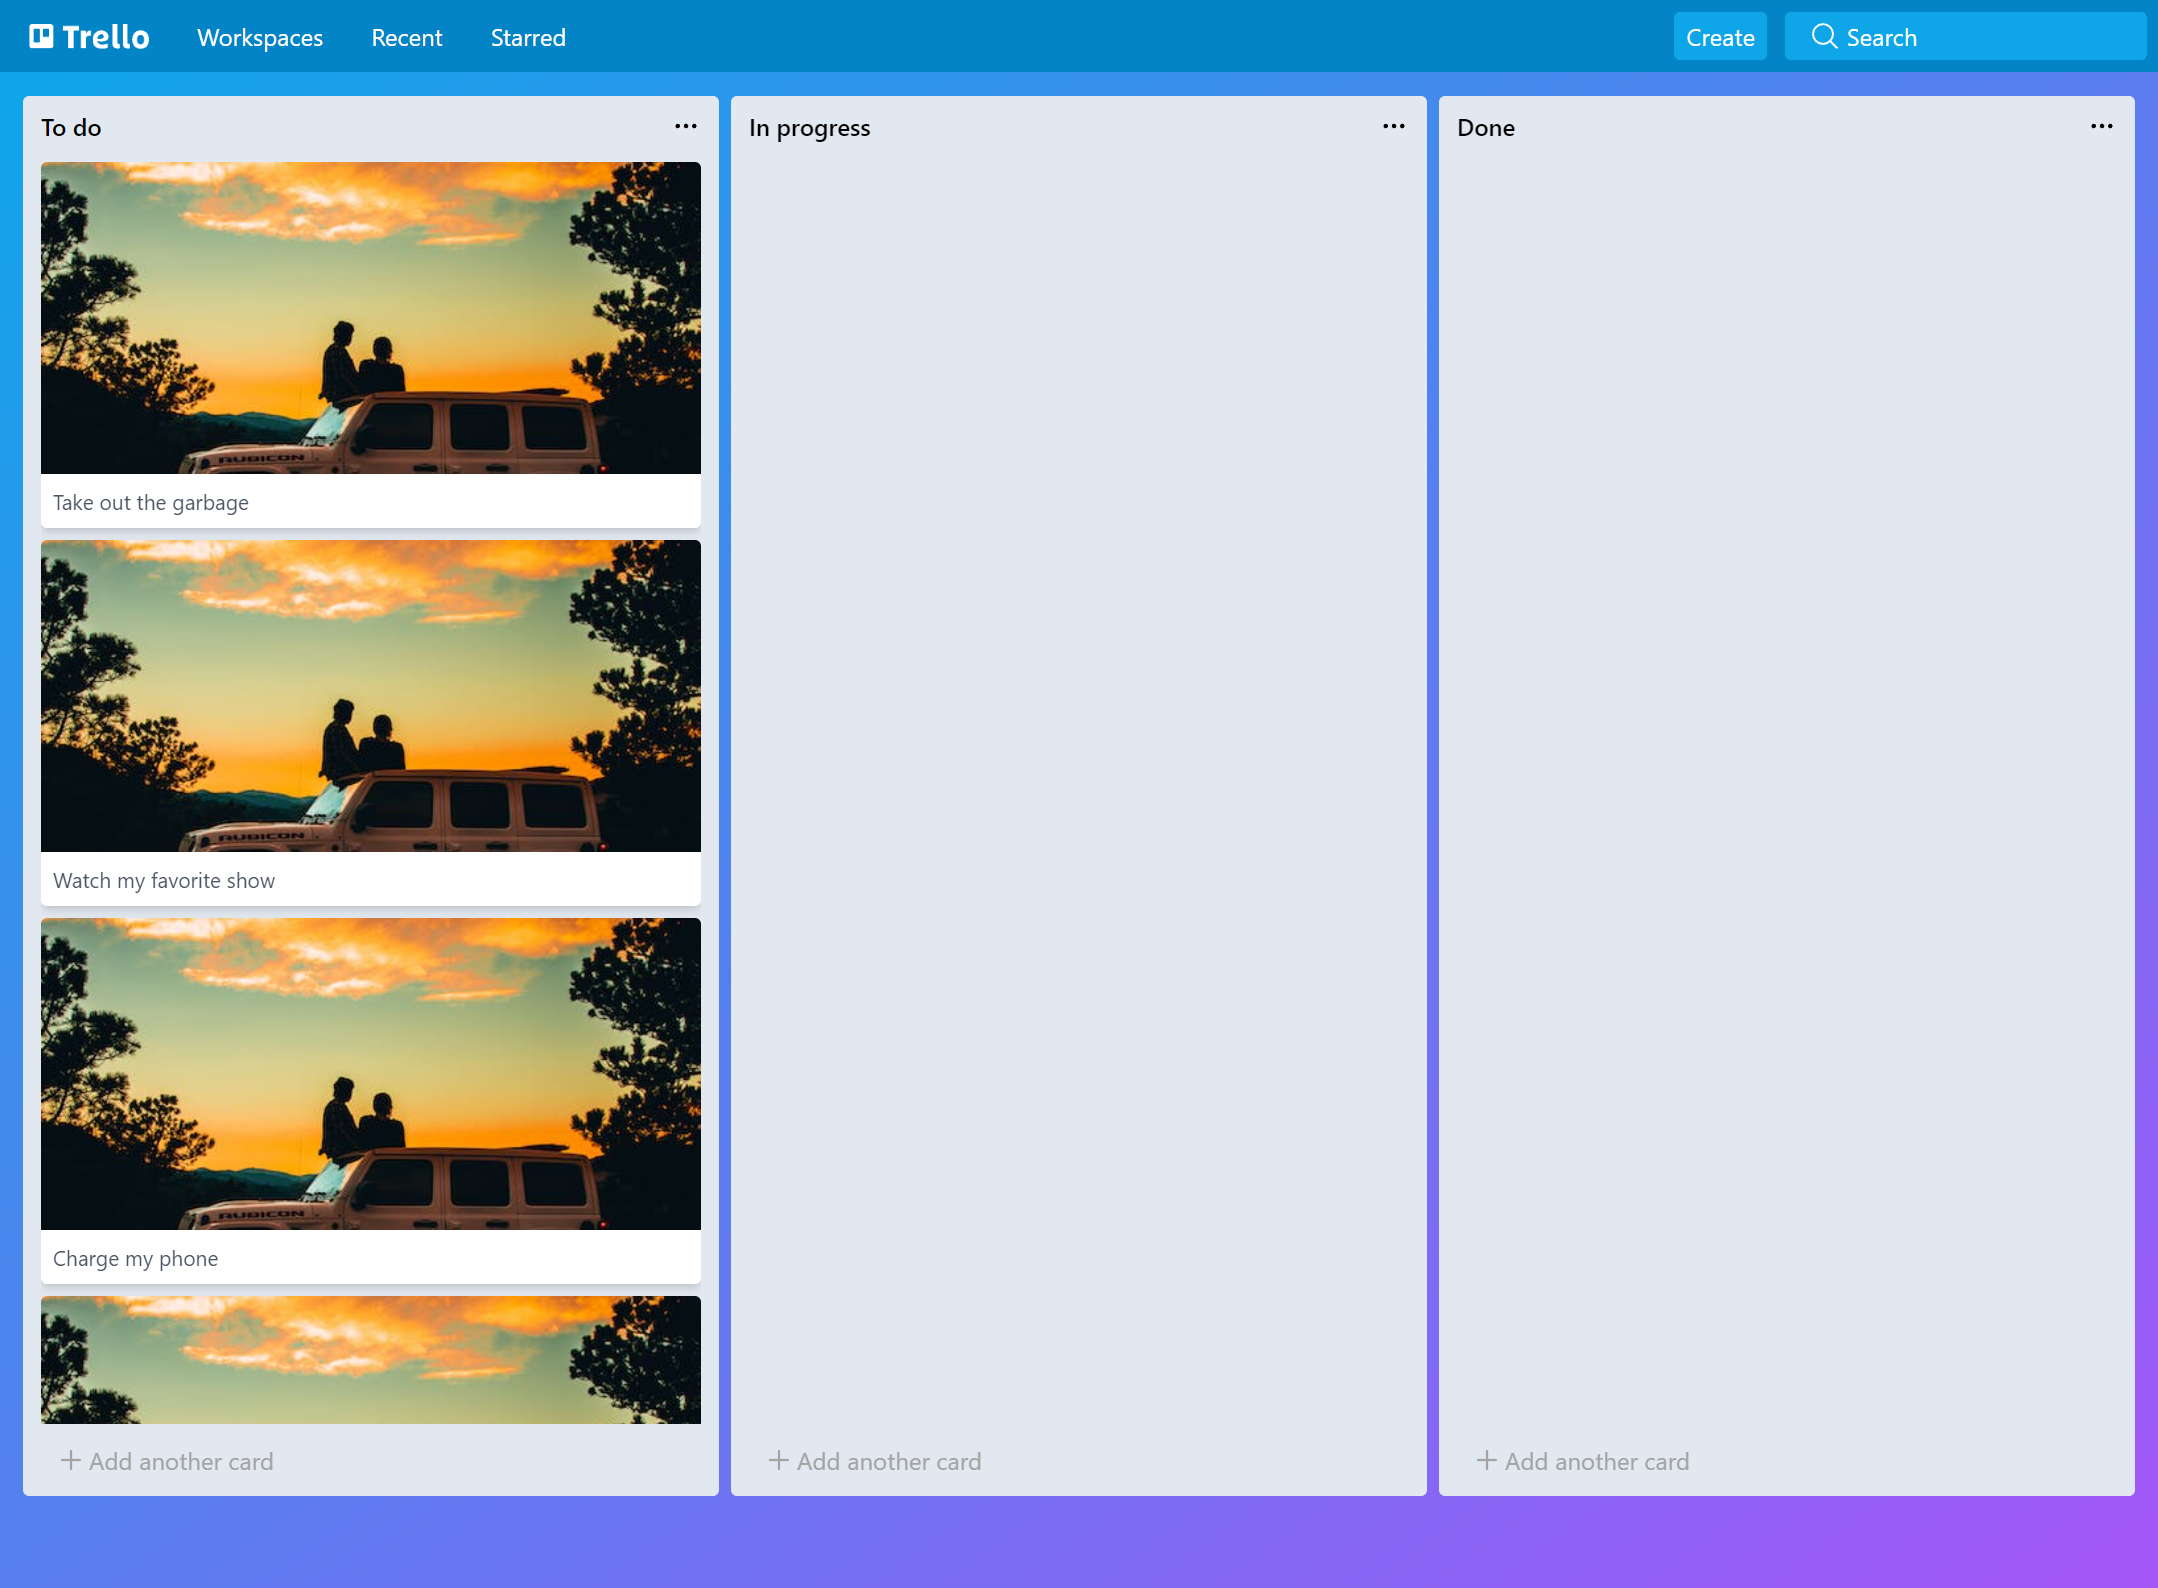 Trello
Workspaces
Recent
Starred
Create
Search
To do
RUBICON
Take out the garbage
RUBICON
Watch my favorite show
RUBICON
Charge my phone
Add another card
In progress
Add another card
Done
Add another card